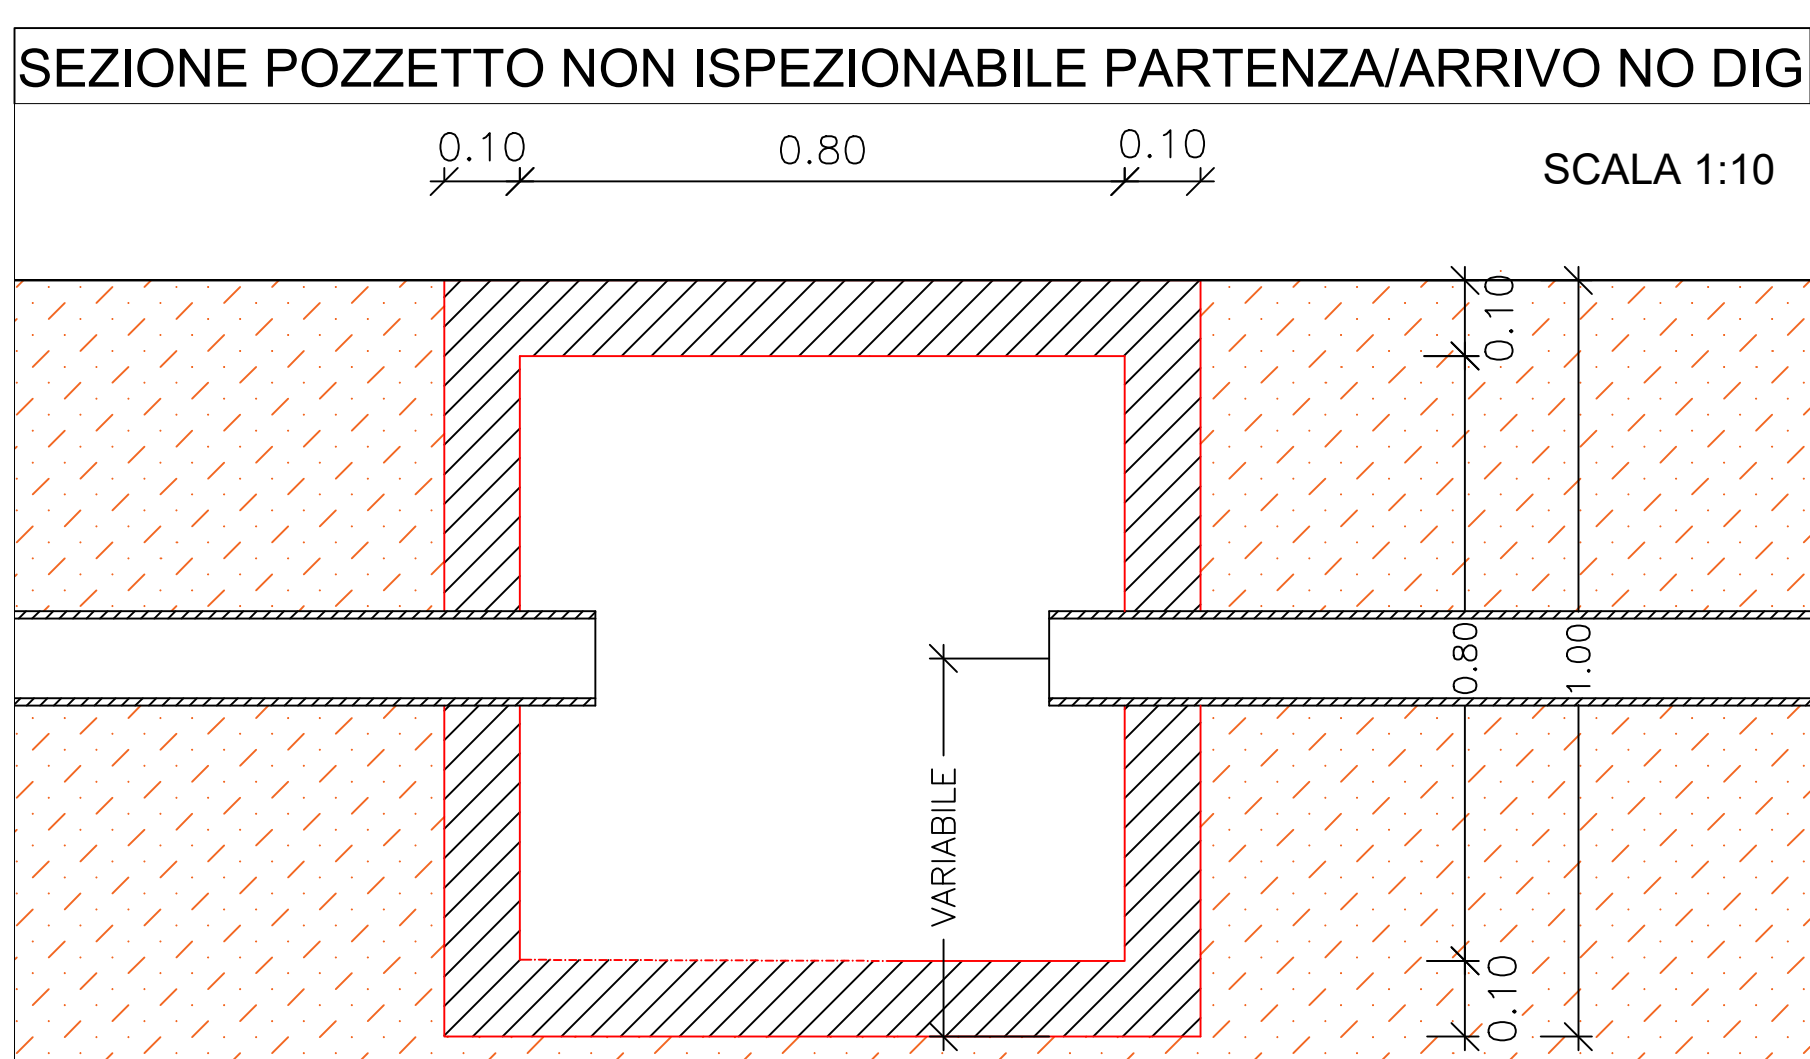 SEZIONE POZZETTO NON ISPEZIONABILE PARTENZA/ARRIVO NO DIG
0.10
0.80
0.10
SCALA 1:10
0.10
0.80
1.00
VARIABILE
0.10